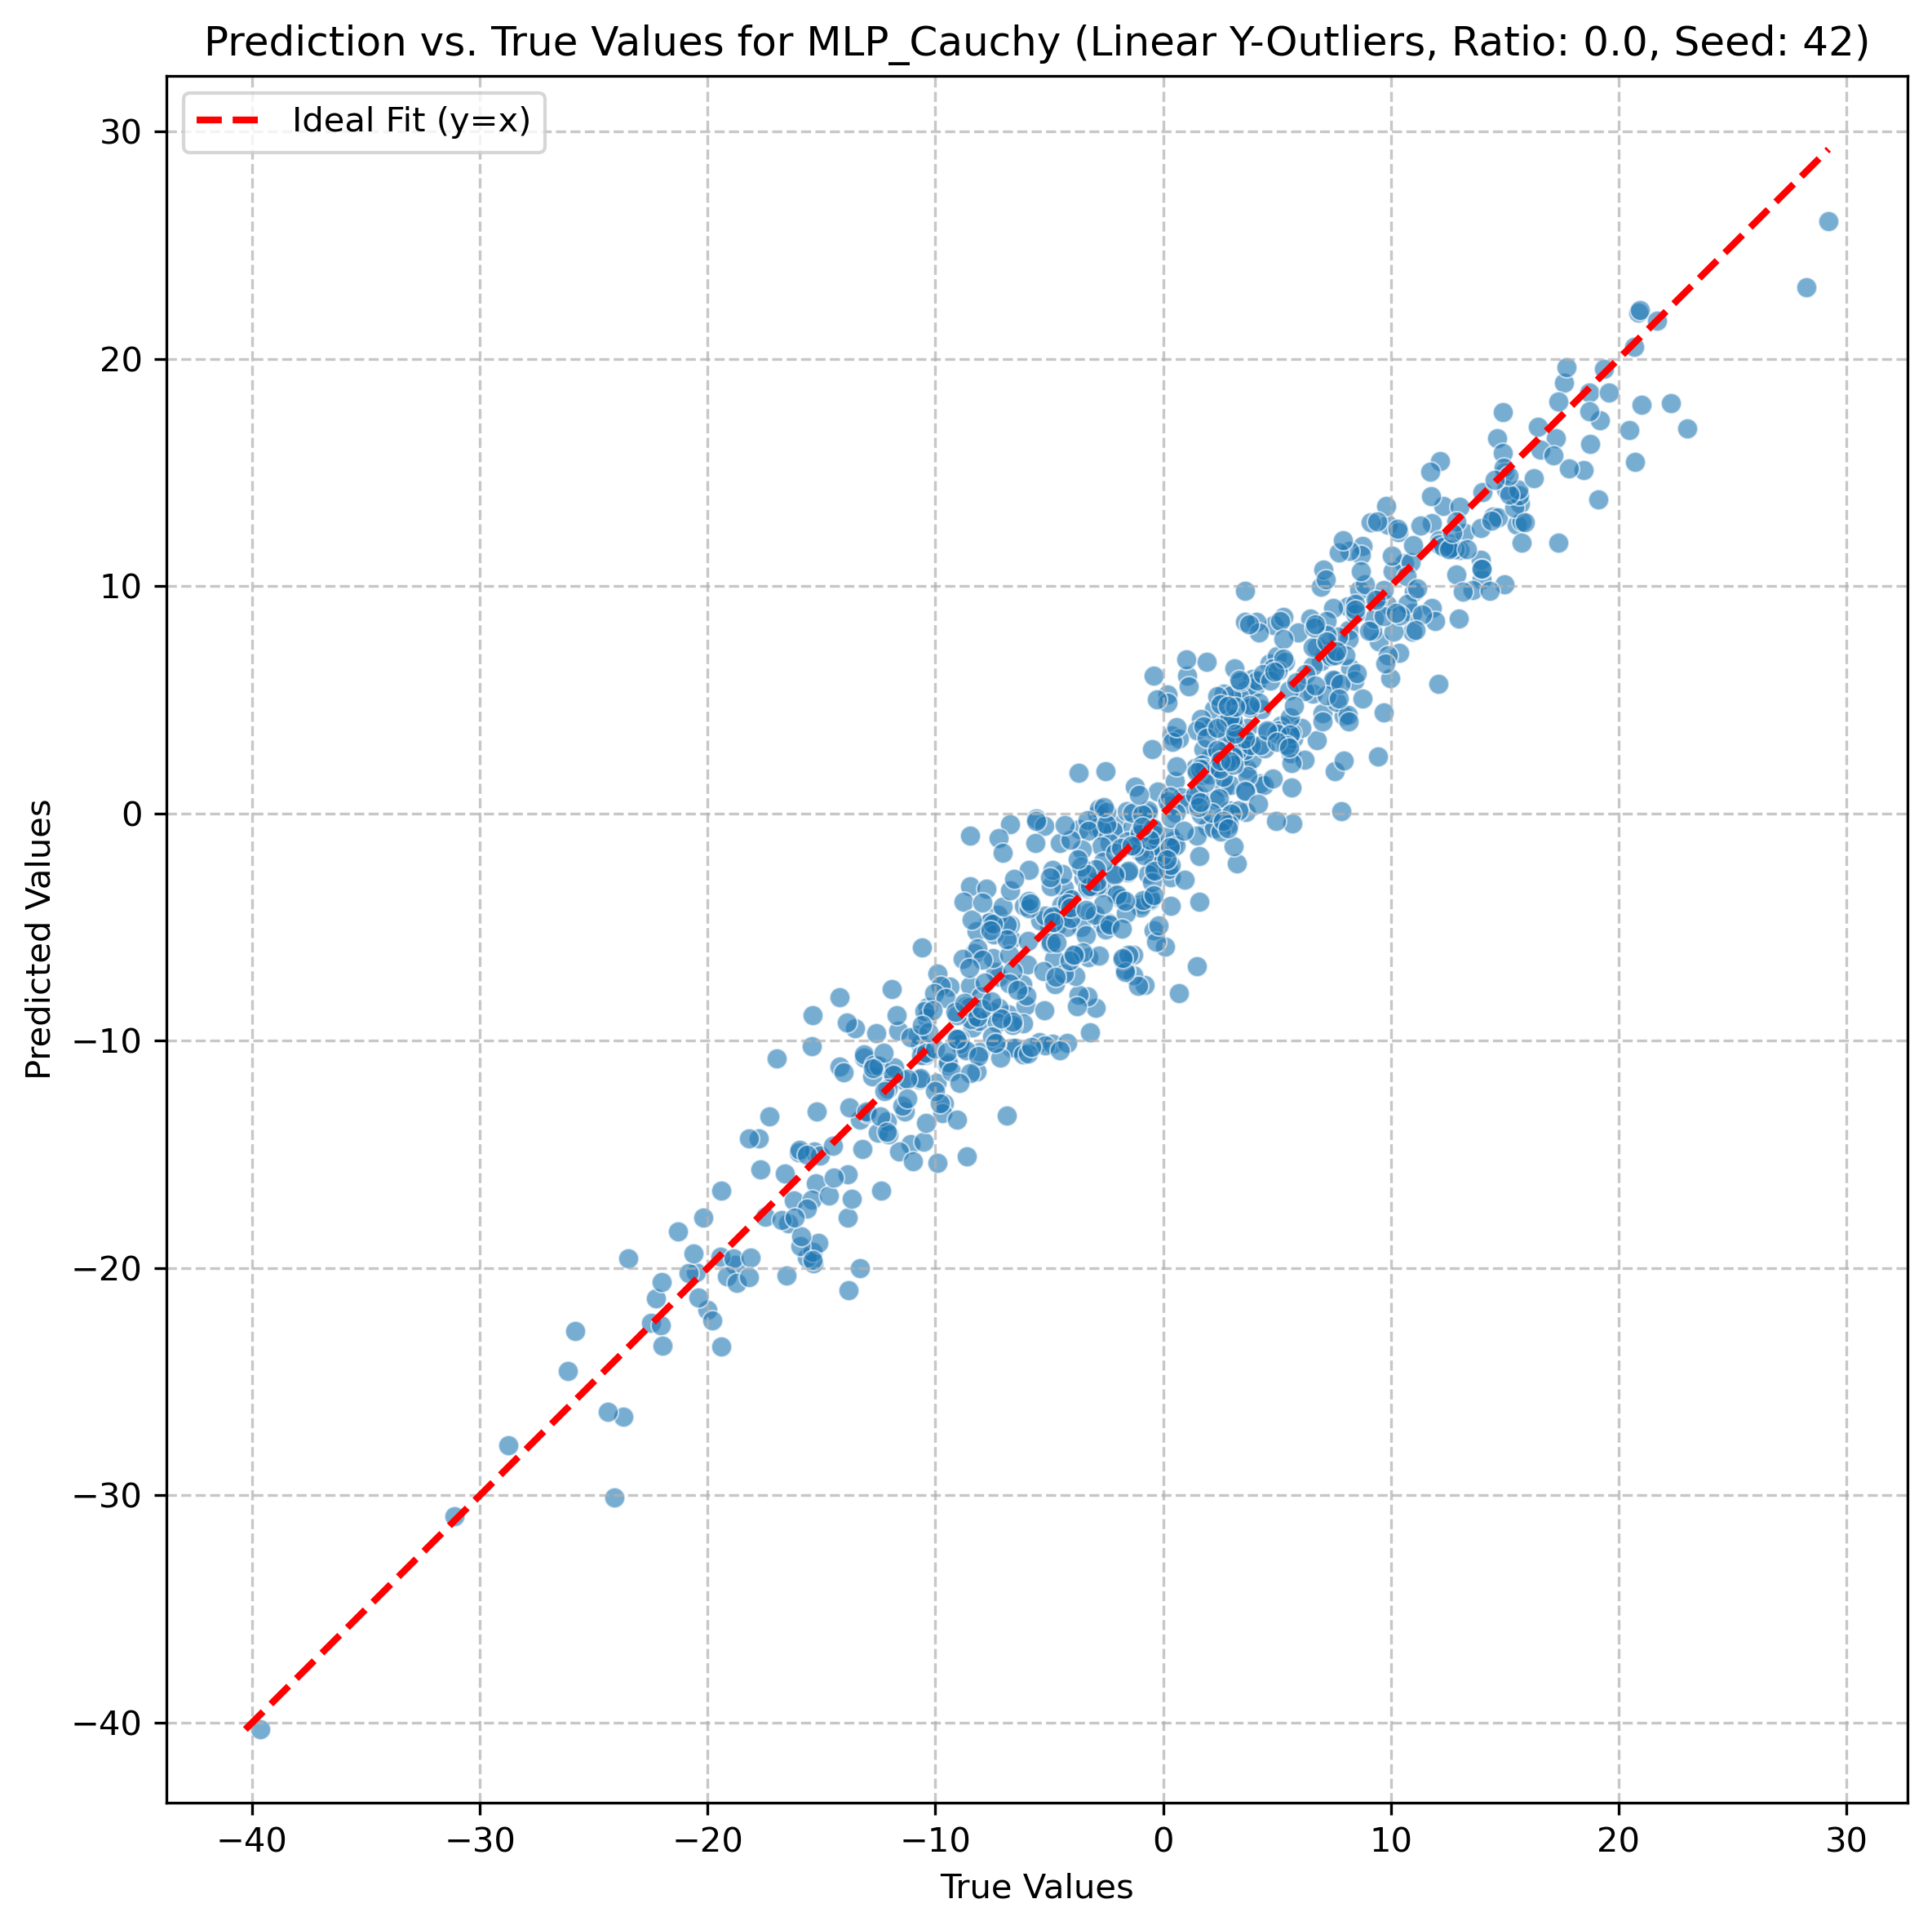 Prediction vs. True Values for MLP_Cauchy (Linear Y-Outliers, Ratio: 0.0, Seed: 42)
Ideal Fit (y=x)
Predicted Values
30
20
10
0
−10
−20
−30
−40
−40 −30 −20 −10 0 10 20 30
True Values